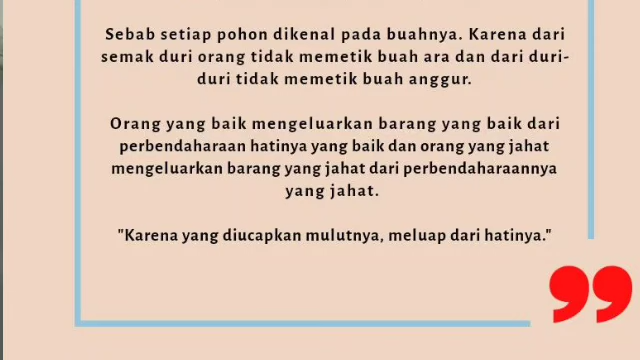 Sebab setiap pohon dikenal pada buahnya. Karena dari
semak duri orang tidak memetik buah ara dan dari duri-
duri tidak memetik buah anggur.
Orang yang baik mengeluarkan barang yang baik dari
perbendaharaan hatinya yang baik dan orang yang jahat
mengeluarkan barang yang jahat dari perbendaharaannya
yang jahat.
"Karena yang diucapkan mulutnya, meluap dari hatinya."